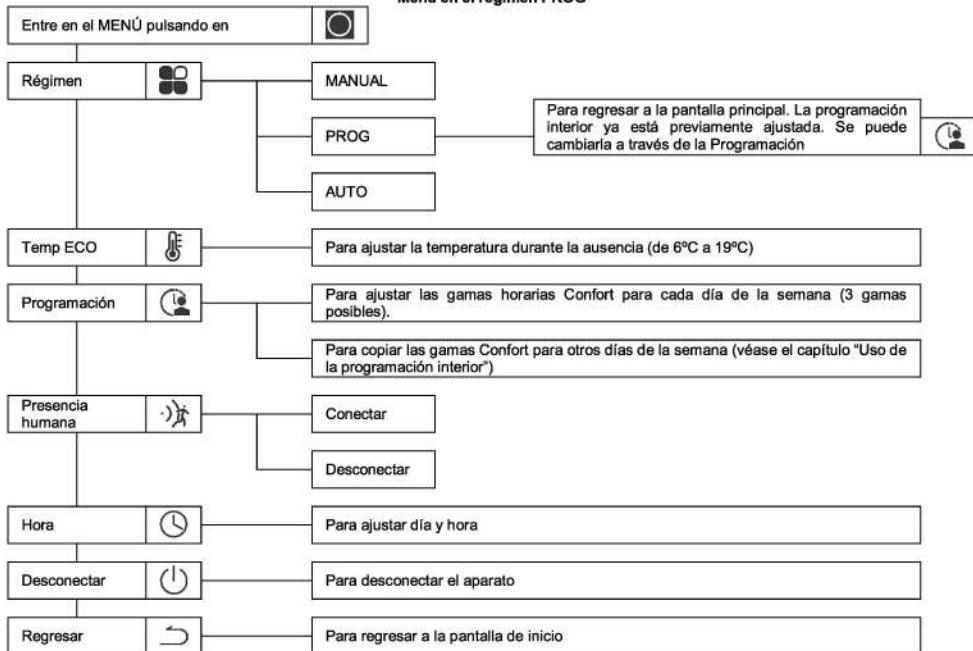 Menú en el régimen PROG
Entre en el MENÚ pulsando en
Régimen
MANUAL
PROG
Para regresar a la pantalla principal. La programación
interior ya está previamente ajustada. Se puede
cambiarla a través de la Programación
AUTO
Temp ECO
Para ajustar la temperatura durante la ausencia (de 6ºC a 19ºC)
Programación
Para ajustar las gamas horarias Confort para cada día de la semana (3 gamas
posibles).
Para copiar las gamas Confort para otros días de la semana (véase el capítulo “Uso de
la programación interior”)
Presencia
humana
Conectar
Desconectar
Hora
Para ajustar día y hora
Desconectar
Para desconectar el aparato
Regresar
Para regresar a la pantalla de inicio